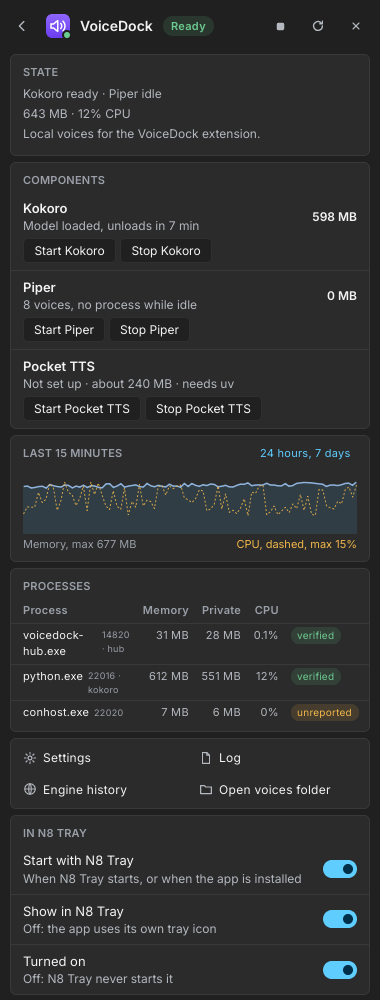 VoiceDock Ready
STATE
Kokoro ready · Piper idle
643 MB · 12% CPU
Local voices for the VoiceDock extension.
COMPONENTS
Kokoro
Model loaded, unloads in 7 min
598 MB
Start Kokoro Stop Kokoro
Piper
8 voices, no process while idle
0 MB
Start Piper Stop Piper
Pocket TTS
Not set up · about 240 MB · needs uv
Start Pocket TTS Stop Pocket TTS
LAST 15 MINUTES 24 hours, 7 days
Memory, max 677 MB CPU, dashed, max 15%
PROCESSES
Process Memory Private CPU
voicedock-hub.exe 14820 · hub 31 MB 28 MB 0.1% verified
python.exe 22016 · kokoro 612 MB 551 MB 12% verified
conhost.exe 22020 7 MB 6 MB 0% unreported
Settings Log
Engine history Open voices folder
IN N8 TRAY
Start with N8 Tray
When N8 Tray starts, or when the app is installed
Show in N8 Tray
Off: the app uses its own tray icon
Turned on
Off: N8 Tray never starts it